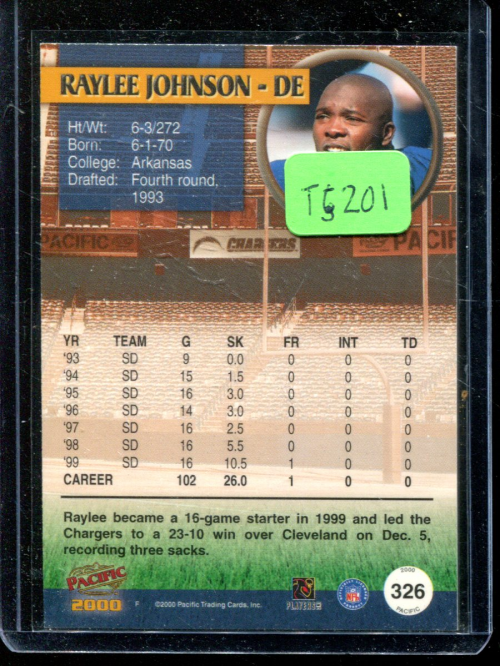 RAYLEE JOHNSON - DE
Ht/Wt: 6-3/272
Born: 6-1-70
College: Arkansas
Drafted: Fourth round,
1993
TG201
PACIFIC
CHARGERS
PACIF
YR TEAM G SK FR INT TD
'93 SD 9 0.0 0 0 0
'94 SD 15 1.5 0 0 0
'95 SD 16 3.0 0 0 0
'96 SD 14 3.0 0 0 0
'97 SD 16 2.5 0 0 0
'98 SD 16 5.5 0 0 0
'99 SD 16 10.5 1 0 0
CAREER 102 26.0 1 0 0
Raylee became a 16-game starter in 1999 and led the
Chargers to a 23-10 win over Cleveland on Dec. 5,
recording three sacks.
PACIFIC
2000 F ©2000 Pacific Trading Cards, Inc.
PLAYERS
NFL
2000
326
PACIFIC